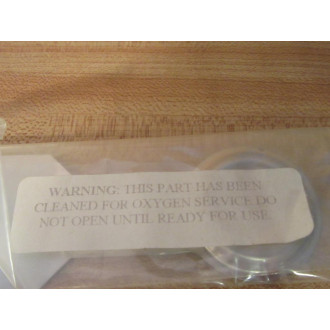 WARNING: THIS PART HAS BEEN
CLEANED FOR OXYGEN SERVICE DO
NOT OPEN UNTIL READY FOR USE.